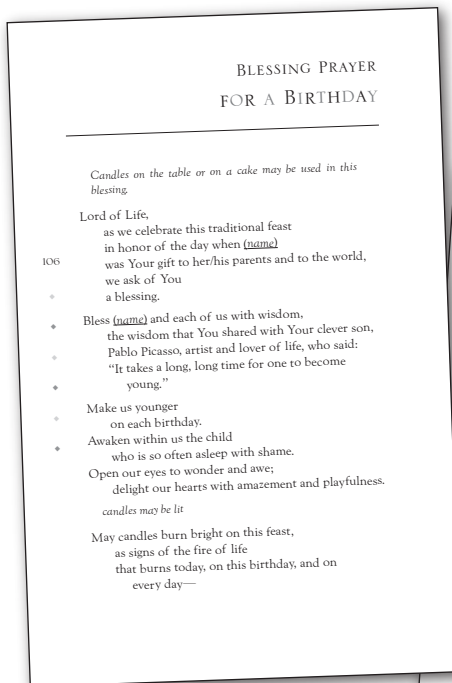 BLESSING PRAYER
FOR A BIRTHDAY
Candles on the table or on a cake may be used in this
blessing.
Lord of Life,
as we celebrate this traditional feast
in honor of the day when (name)
106
was Your gift to her/his parents and to the world,
we ask of You
a blessing.
Bless (name) and each of us with wisdom,
the wisdom that You shared with Your clever son,
Pablo Picasso, artist and lover of life, who said:
“It takes a long, long time for one to become
young.”
Make us younger
on each birthday.
Awaken within us the child
who is so often asleep with shame.
Open our eyes to wonder and awe;
delight our hearts with amazement and playfulness.
candles may be lit
May candles burn bright on this feast,
as signs of the fire of life
that burns today, on this birthday, and on
every day—